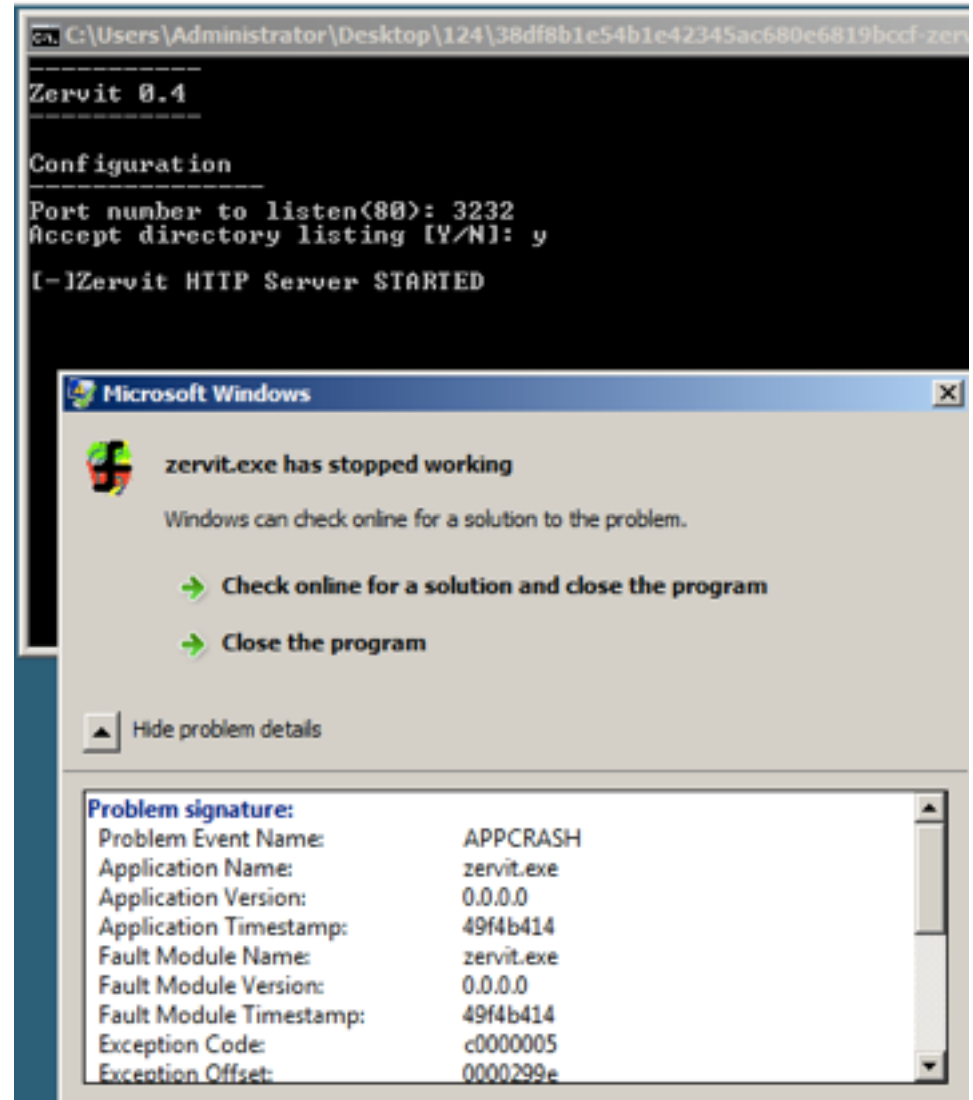 C:\Users\Administrator\Desktop\124\38df8b1e54b1e42345ac680e6819bccf-zerv
Zervit 0.4
Configuration
Port number to listen(80): 3232
Accept directory listing [Y/N]: y
[-]Zervit HTTP Server STARTED
Microsoft Windows
zervit.exe has stopped working
Windows can check online for a solution to the problem.
Check online for a solution and close the program
Close the program
Hide problem details
Problem signature:
Problem Event Name: APPCRASH
Application Name: zervit.exe
Application Version: 0.0.0.0
Application Timestamp: 49f4b414
Fault Module Name: zervit.exe
Fault Module Version: 0.0.0.0
Fault Module Timestamp: 49f4b414
Exception Code: c0000005
Exception Offset: 0000299e